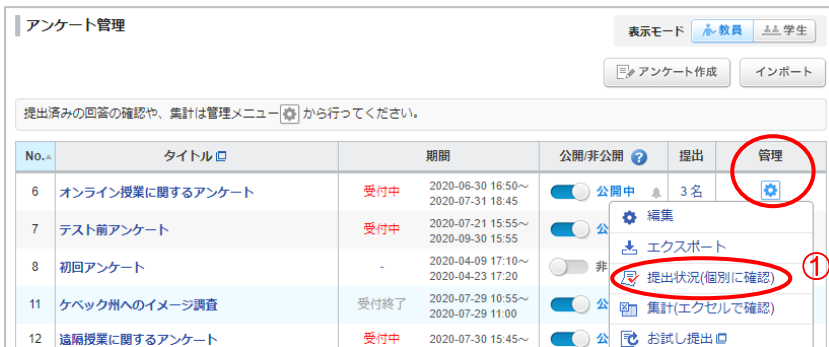 アンケート管理
表示モード 教員 学生
アンケート作成 インポート
提出済みの回答の確認や、集計は管理メニュー から行ってください。
No. タイトル 期間 公開/非公開 ? 提出 管理
6 オンライン授業に関するアンケート 受付中 2020-06-30 16:50～ 公開中 3名
2020-07-31 18:45
編集
7 テスト前アンケート 受付中 2020-07-21 15:55～ 公
2020-09-30 15:55
エクスポート
8 初回アンケート - 2020-04-09 17:10～ 非
2020-04-23 17:20
提出状況(個別に確認) ①
11 ケベック州へのイメージ調査 受付終了 2020-07-29 10:55～ 公
2020-07-29 11:00
集計(エクセルで確認)
12 遠隔授業に関するアンケート 受付中 2020-07-30 15:45～ 公
お試し提出